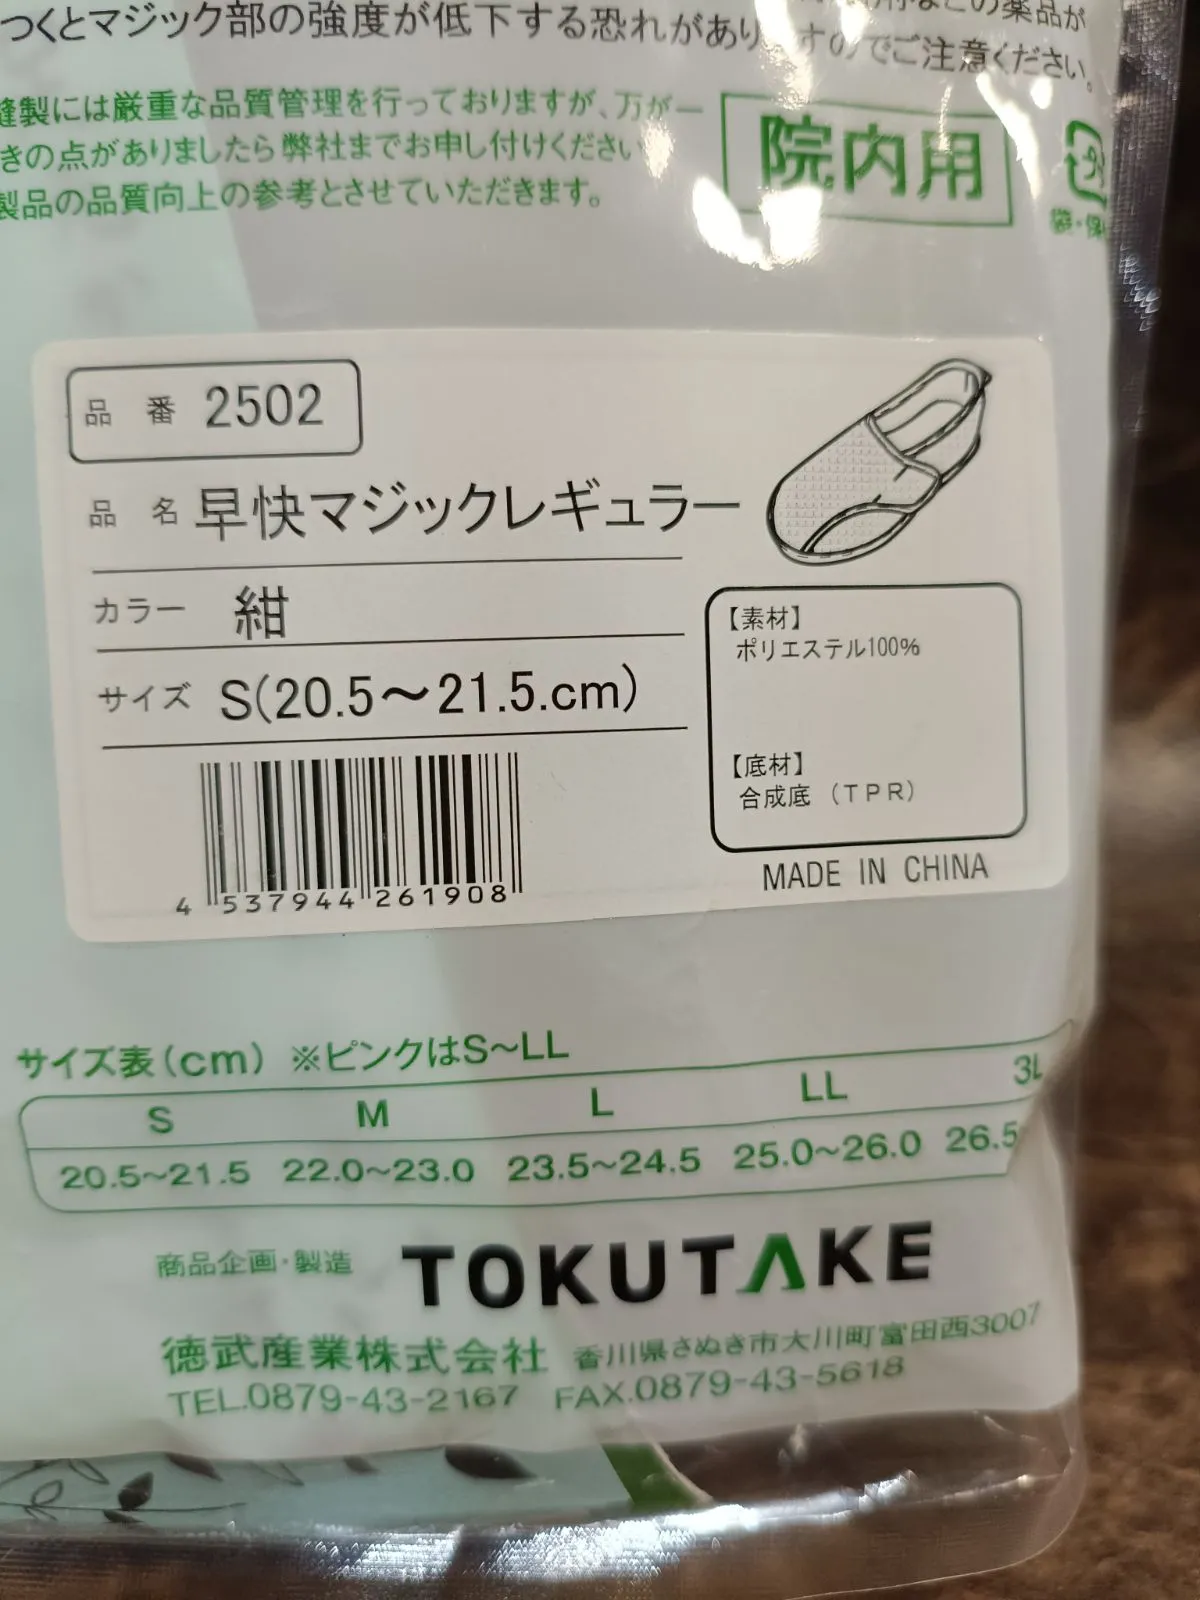 つくとマジック部の強度が低下する恐れがあり
すのでご注意ください。
などの薬品が
縫製には厳重な品質管理を行っておりますが、万が一
きの点がありましたら弊社までお申し付けください
製品の品質向上の参考とさせていただきます。
院内用
袋・
品 番 2502
品 名 早快マジックレギュラー
カラー 紺
サイズ S(20.5〜21.5.cm)
【素材】
ポリエステル100%
【底材】
合成底（TPR）
MADE IN CHINA
4 537944 261908
サイズ表(cm) ※ピンクはS〜LL
S M L LL 3L
20.5〜21.5 22.0〜23.0 23.5〜24.5 25.0〜26.0 26.5
商品企画・製造 TOKUTAKE
徳武産業株式会社 香川県さぬき市大川町富田西3007
TEL.0879-43-2167 FAX.0879-43-5618